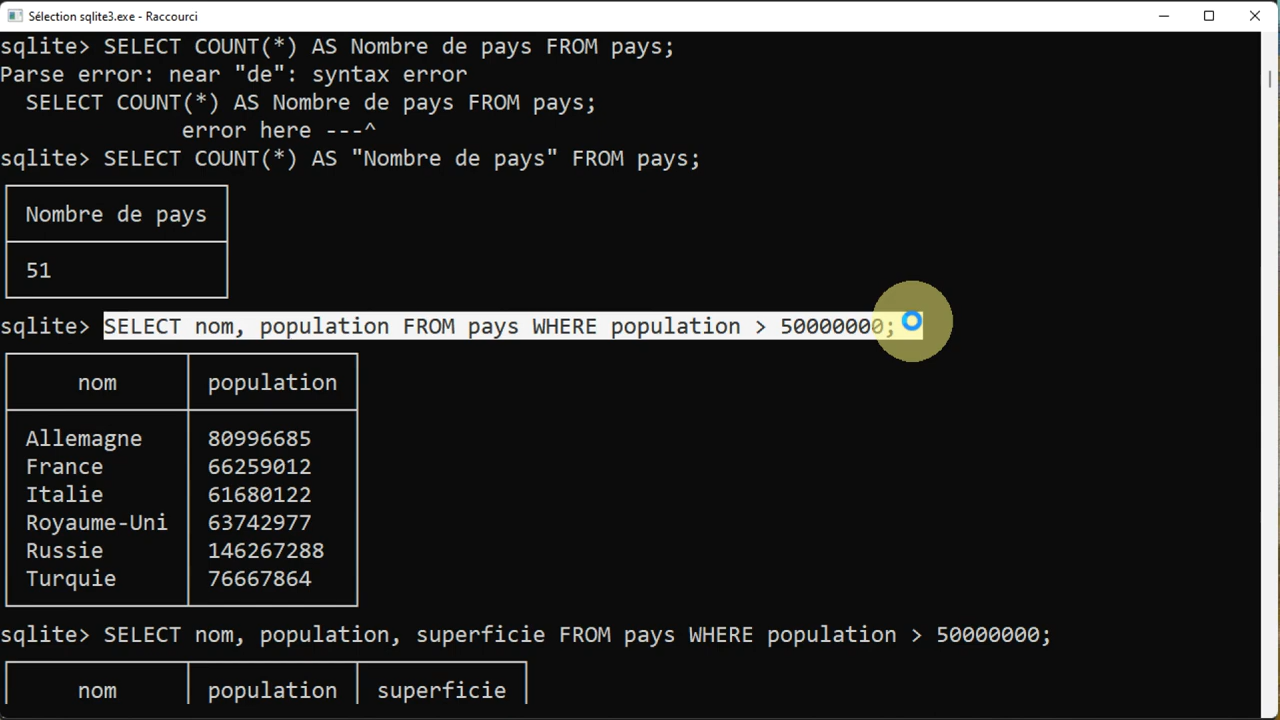 Sélection sqlite3.exe - Raccourci
sqlite> SELECT COUNT(*) AS Nombre de pays FROM pays;
Parse error: near "de": syntax error
  SELECT COUNT(*) AS Nombre de pays FROM pays;
              error here ---^
sqlite> SELECT COUNT(*) AS "Nombre de pays" FROM pays;
Nombre de pays
51
sqlite> SELECT nom, population FROM pays WHERE population > 50000000;
nom population
Allemagne 80996685
France 66259012
Italie 61680122
Royaume-Uni 63742977
Russie 146267288
Turquie 76667864
sqlite> SELECT nom, population, superficie FROM pays WHERE population > 50000000;
nom population superficie